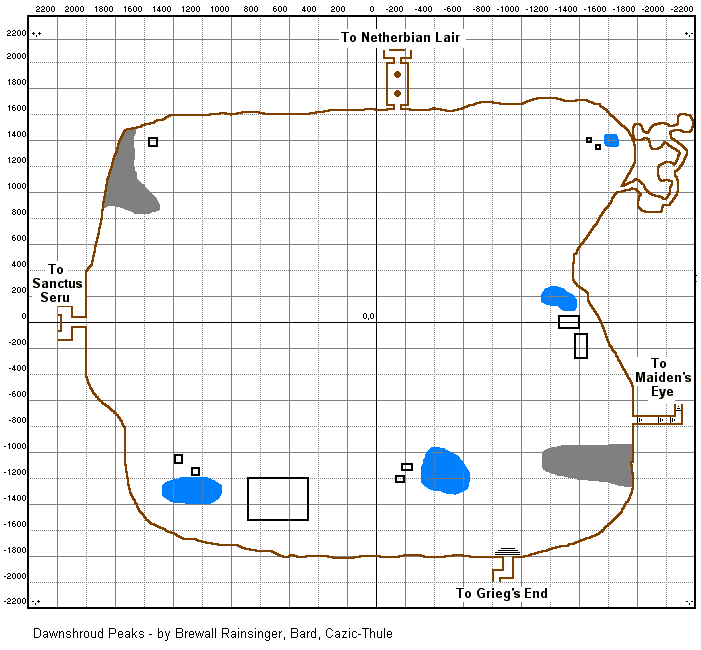 2200 2000 1800 1600 1400 1200 1000 800 600 400 200 0 -200 -400 -600 -800 -1000 -1200 -1400 -1600 -1800 -2000 -2200
2200
To Netherbian Lair
2000
1800
1600
1400
1200
1000
800
600
400
To
Sanctus
Seru
200
0
0,0
-200
To
Maiden's
Eye
-400
-600
-800
-1000
-1200
-1400
-1600
-1800
-2000
To Grieg's End
-2200
Dawnshroud Peaks - by Brewall Rainsinger, Bard, Cazic-Thule